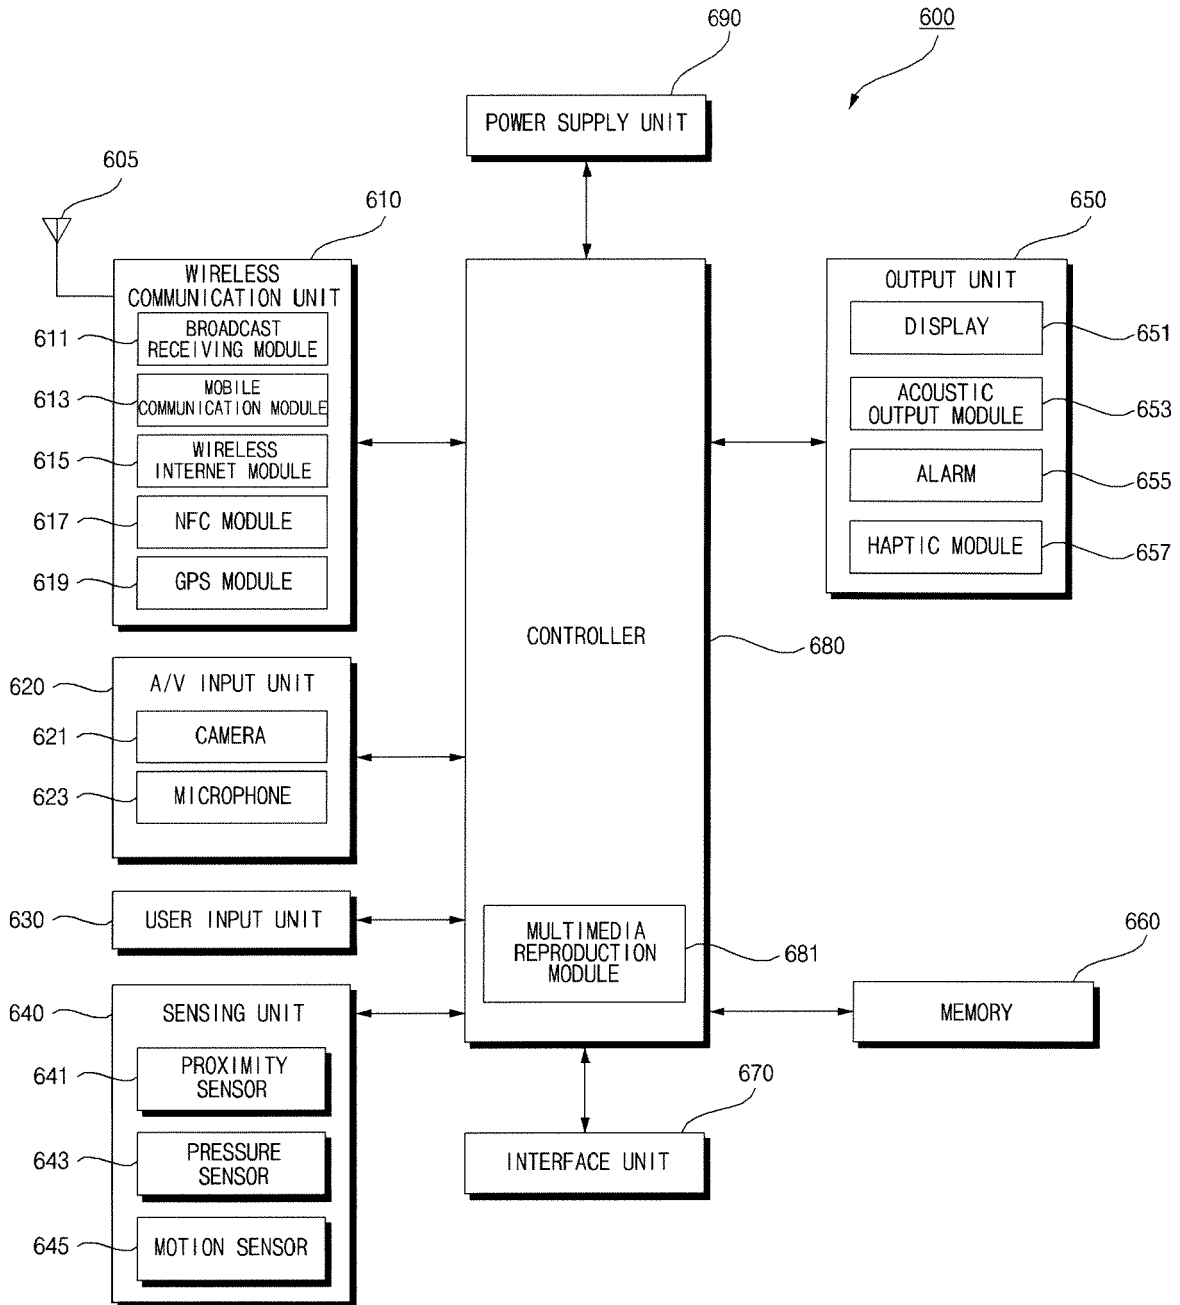 600
690
POWER SUPPLY UNIT
605
610
WIRELESS
COMMUNICATION UNIT
611
BROADCAST
RECEIVING MODULE
613
MOBILE
COMMUNICATION MODULE
615
WIRELESS
INTERNET MODULE
617
NFC MODULE
619
GPS MODULE
620
A/V INPUT UNIT
621
CAMERA
623
MICROPHONE
630
USER INPUT UNIT
640
SENSING UNIT
641
PROXIMITY
SENSOR
643
PRESSURE
SENSOR
645
MOTION SENSOR
CONTROLLER
680
MULTIMEDIA
REPRODUCTION
MODULE
681
670
INTERFACE UNIT
650
OUTPUT UNIT
DISPLAY
651
ACOUSTIC
OUTPUT MODULE
653
ALARM
655
HAPTIC MODULE
657
660
MEMORY